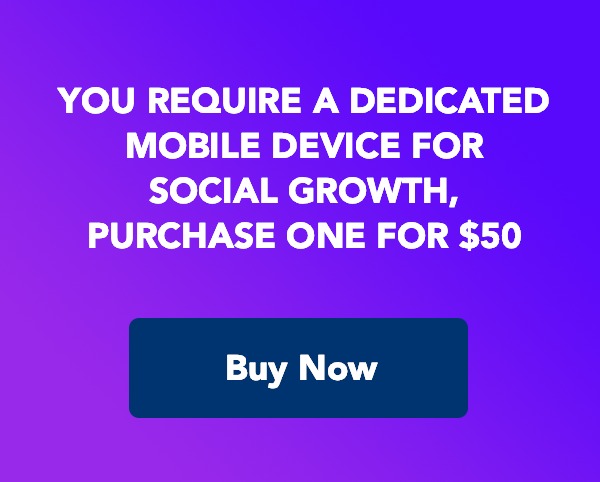 YOU REQUIRE A DEDICATED
MOBILE DEVICE FOR
SOCIAL GROWTH,
PURCHASE ONE FOR $50
Buy Now